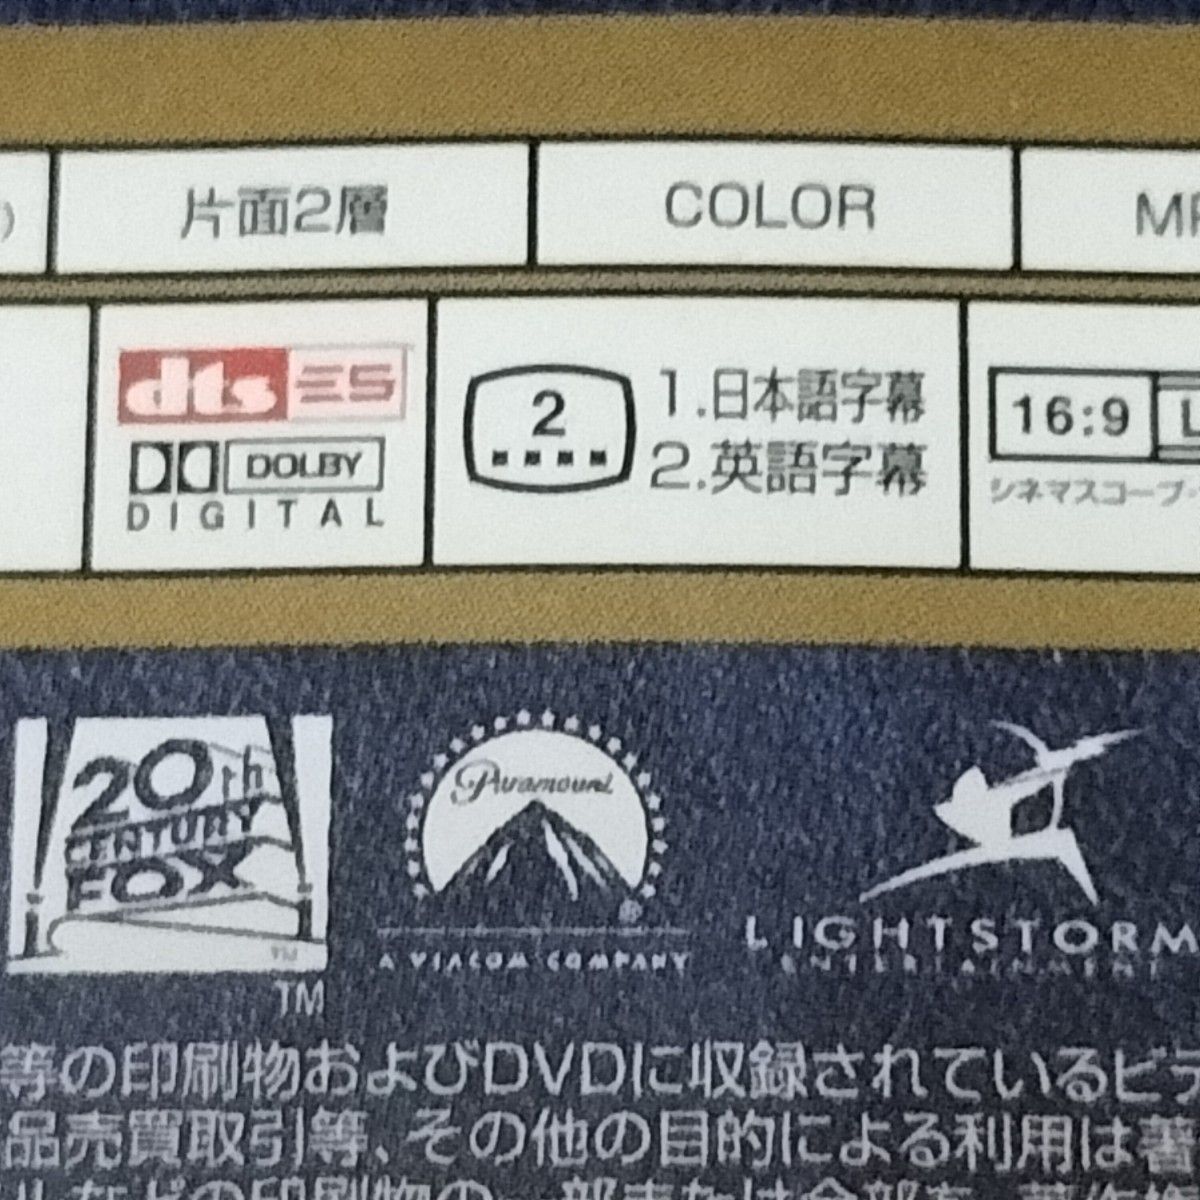 片面2層
COLOR
dts ES
DOLBY
DIGITAL
2
1.日本語字幕
2.英語字幕
16:9
シネマスコープ
20th
CENTURY
FOX
TM
TM
Paramount
A VIACOM COMPANY
LIGHTSTORM
ENTERTAINMENT
等の印刷物およびDVDに収録されているビデ
品売買取引等、その他の目的による利用は著